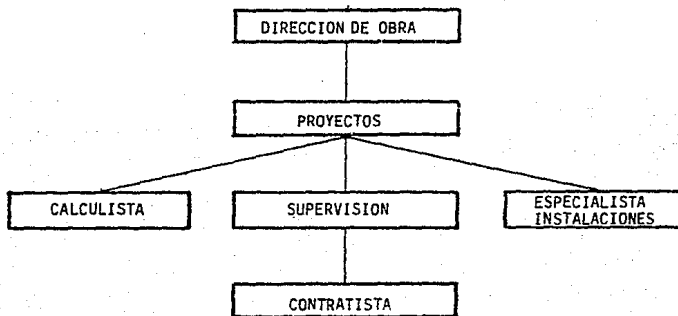 DIRECCION DE OBRA
PROYECTOS
CALCULISTA
SUPERVISION
ESPECIALISTA
INSTALACIONES
CONTRATISTA